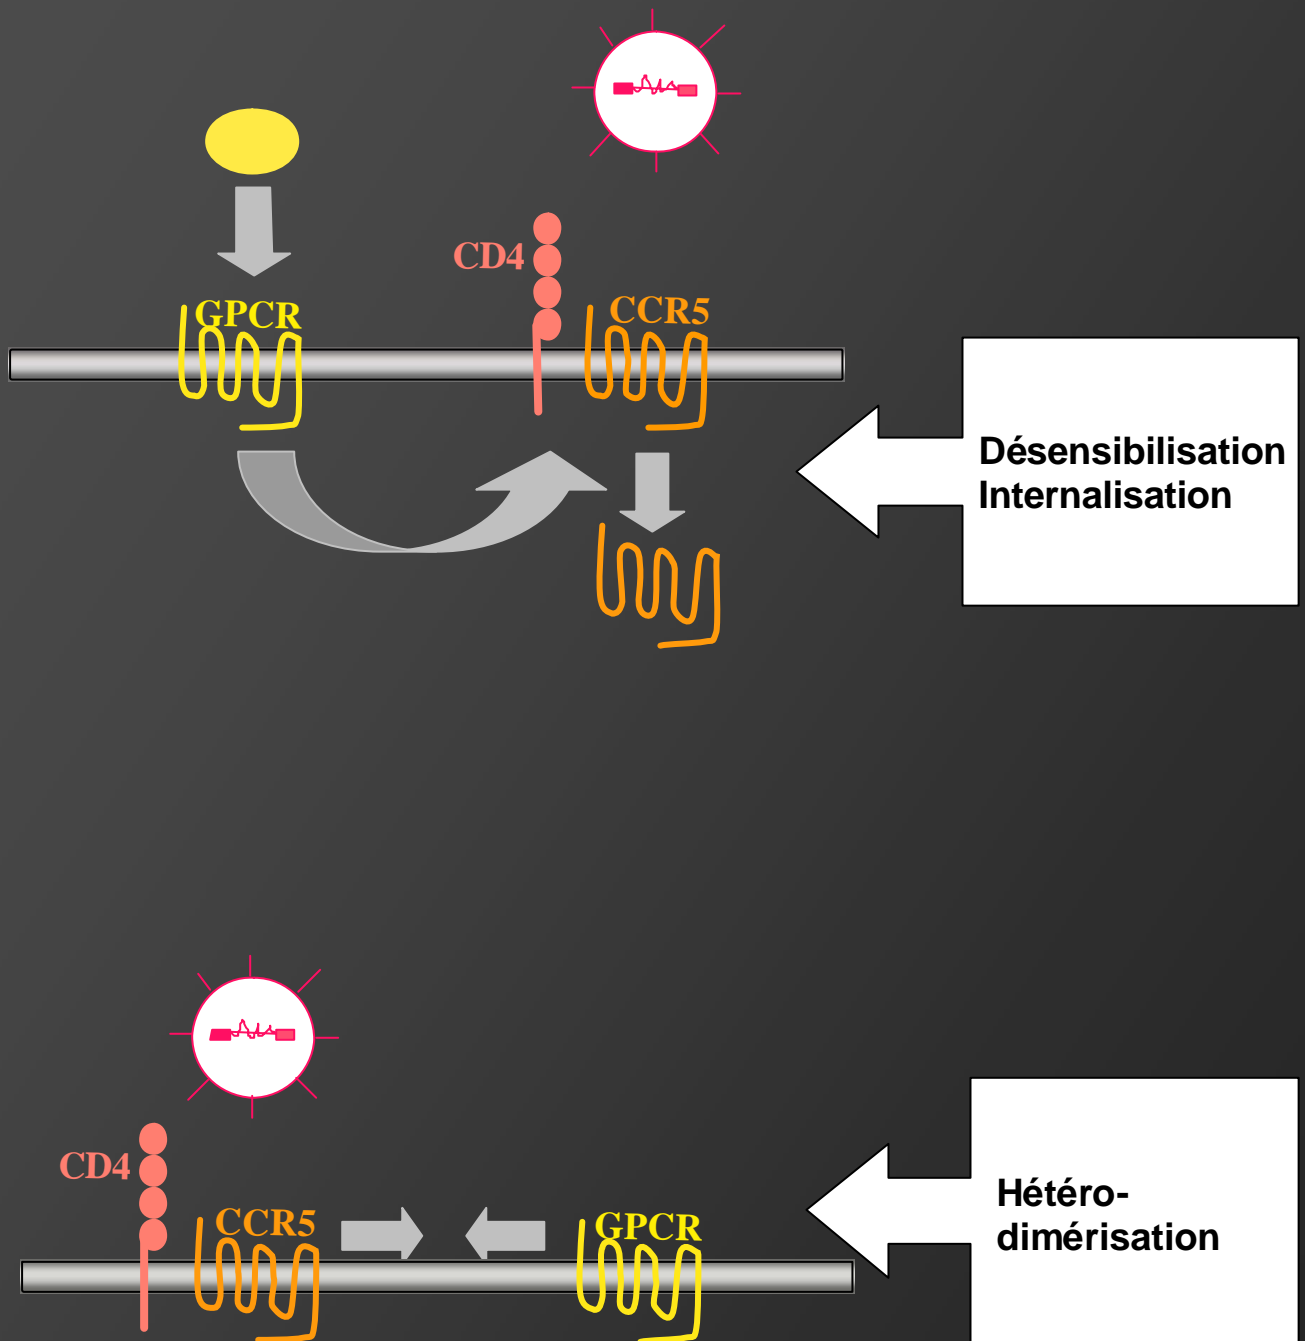 CD4
GPCR
CCR5
Désensibilisation
Internalisation
CD4
CCR5
GPCR
Hétéro-
dimérisation